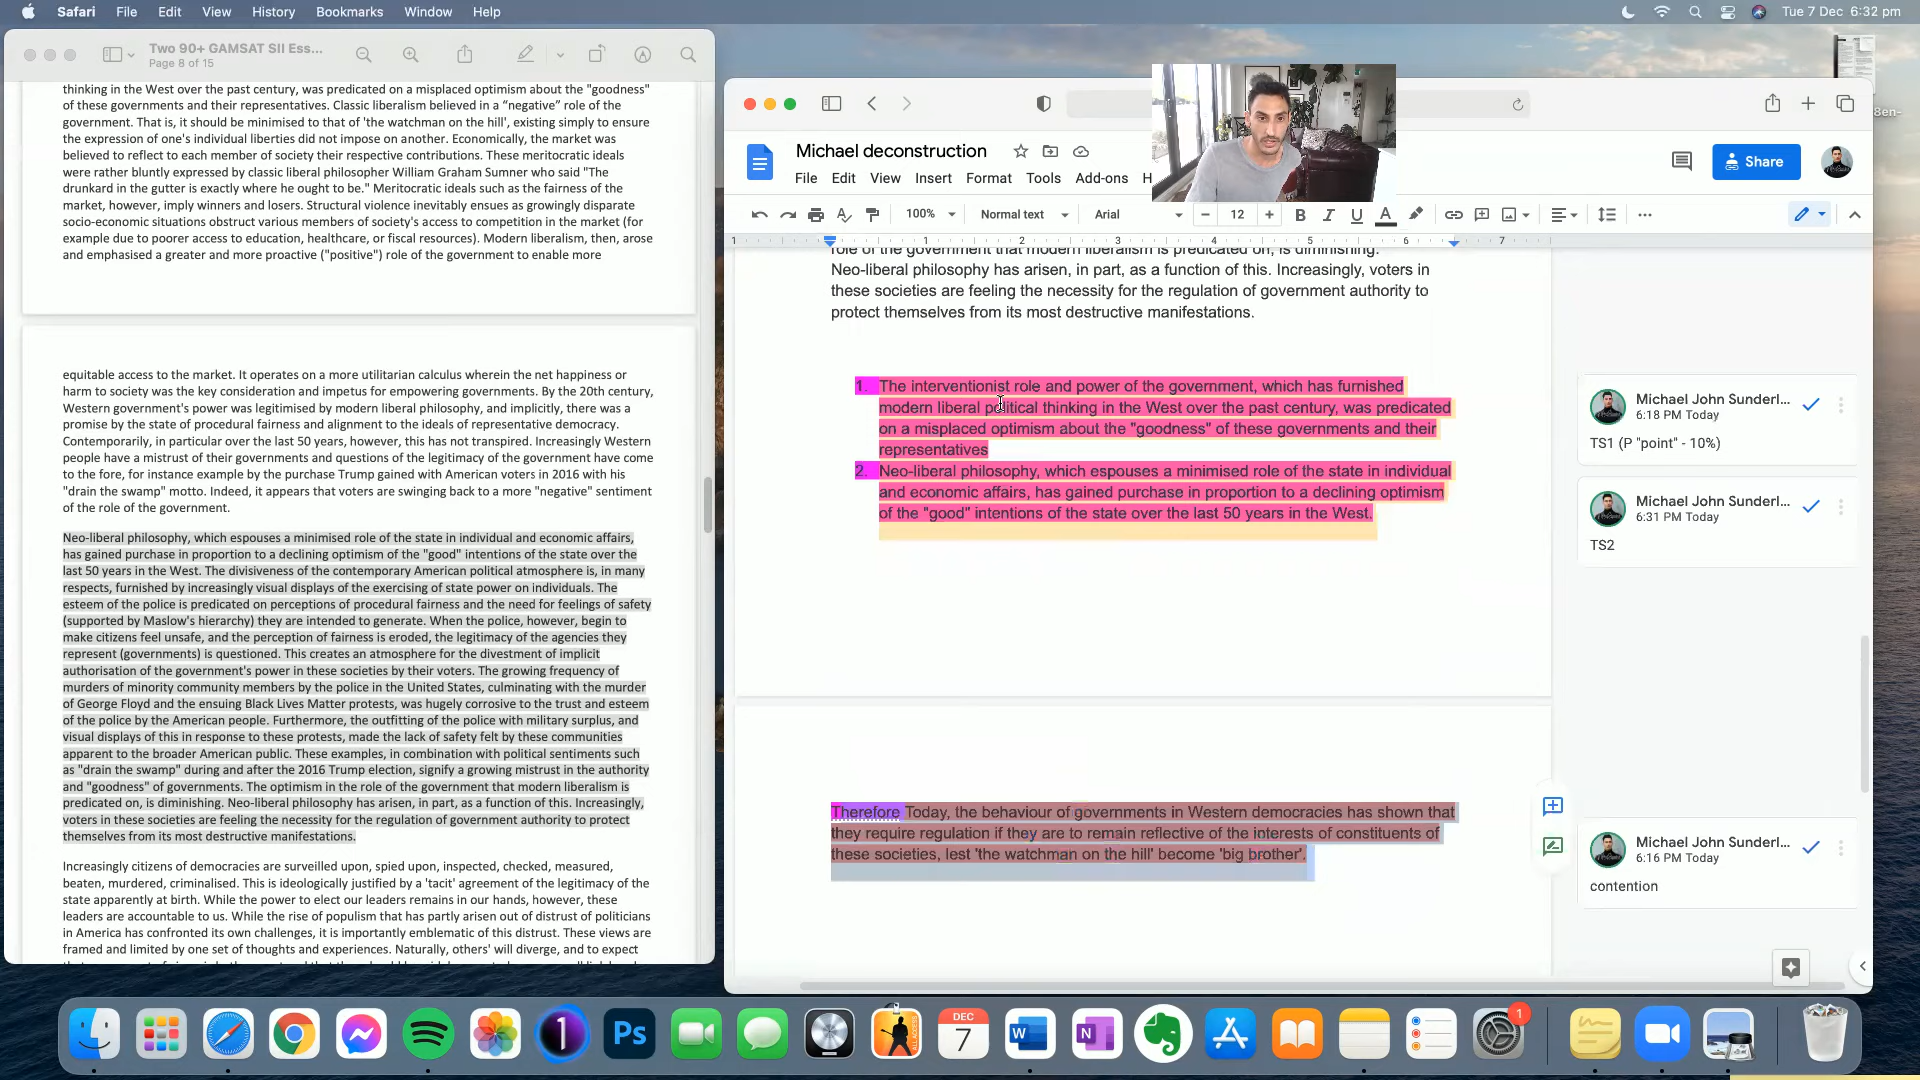 Safari File Edit View History Bookmarks Window Help
Tue 7 Dec 6:32 pm
Two 90+ GAMSAT SII Ess...
Page 8 of 15
thinking in the West over the past century, was predicated on a misplaced optimism about the "goodness"
of these governments and their representatives. Classic liberalism believed in a “negative” role of the
government. That is, it should be minimised to that of 'the watchman on the hill', existing simply to ensure
the expression of one's individual liberties did not impose on another. Economically, the market was
believed to reflect to each member of society their respective contributions. These meritocratic ideals
were rather bluntly expressed by classic liberal philosopher William Graham Sumner who said "The
drunkard in the gutter is exactly where he ought to be." Meritocratic ideals such as the fairness of the
market, however, imply winners and losers. Structural violence inevitably ensues as growingly disparate
socio-economic situations obstruct various members of society's access to competition in the market (for
example due to poorer access to education, healthcare, or fiscal resources). Modern liberalism, then, arose
and emphasised a greater and more proactive ("positive") role of the government to enable more
equitable access to the market. It operates on a more utilitarian calculus wherein the net happiness or
harm to society was the key consideration and impetus for empowering governments. By the 20th century,
Western government's power was legitimised by modern liberal philosophy, and implicitly, there was a
promise by the state of procedural fairness and alignment to the ideals of representative democracy.
Contemporarily, in particular over the last 50 years, however, this has not transpired. Increasingly Western
people have a mistrust of their governments and questions of the legitimacy of the government have come
to the fore, for instance example by the purchase Trump gained with American voters in 2016 with his
"drain the swamp" motto. Indeed, it appears that voters are swinging back to a more "negative" sentiment
of the role of the government.
Neo-liberal philosophy, which espouses a minimised role of the state in individual and economic affairs,
has gained purchase in proportion to a declining optimism of the "good" intentions of the state over the
last 50 years in the West. The divisiveness of the contemporary American political atmosphere is, in many
respects, furnished by increasingly visual displays of the exercising of state power on individuals. The
esteem of the police is predicated on perceptions of procedural fairness and the need for feelings of safety
(supported by Maslow's hierarchy) they are intended to generate. When the police, however, begin to
make citizens feel unsafe, and the perception of fairness is eroded, the legitimacy of the agencies they
represent (governments) is questioned. This creates an atmosphere for the divestment of implicit
authorisation of the government's power in these societies by their voters. The growing frequency of
murders of minority community members by the police in the United States, culminating with the murder
of George Floyd and the ensuing Black Lives Matter protests, was hugely corrosive to the trust and esteem
of the police by the American people. Furthermore, the outfitting of the police with military surplus, and
visual displays of this in response to these protests, made the lack of safety felt by these communities
apparent to the broader American public. These examples, in combination with political sentiments such
as "drain the swamp" during and after the 2016 Trump election, signify a growing mistrust in the authority
and "goodness" of governments. The optimism in the role of the government that modern liberalism is
predicated on, is diminishing. Neo-liberal philosophy has arisen, in part, as a function of this. Increasingly,
voters in these societies are feeling the necessity for the regulation of government authority to protect
themselves from its most destructive manifestations.
Increasingly citizens of democracies are surveilled upon, spied upon, inspected, checked, measured,
beaten, murdered, criminalised. This is ideologically justified by a 'tacit' agreement of the legitimacy of the
state apparently at birth. While the power to elect our leaders remains in our hands, however, these
leaders are accountable to us. While the rise of populism that has partly arisen out of distrust of politicians
in America has confronted its own challenges, it is importantly emblematic of this distrust. These views are
framed and limited by one set of thoughts and experiences. Naturally, others' will diverge, and to expect
Michael deconstruction
File Edit View Insert Format Tools Add-ons H
Share
100% Normal text Arial 12 B I U A
1 1 2 3 4 5 6 7
role of the government that modern liberalism is predicated on, is diminishing.
Neo-liberal philosophy has arisen, in part, as a function of this. Increasingly, voters in
these societies are feeling the necessity for the regulation of government authority to
protect themselves from its most destructive manifestations.
1. The interventionist role and power of the government, which has furnished
modern liberal political thinking in the West over the past century, was predicated
on a misplaced optimism about the "goodness" of these governments and their
representatives
2. Neo-liberal philosophy, which espouses a minimised role of the state in individual
and economic affairs, has gained purchase in proportion to a declining optimism
of the "good" intentions of the state over the last 50 years in the West.
Therefore Today, the behaviour of governments in Western democracies has shown that
they require regulation if they are to remain reflective of the interests of constituents of
these societies, lest 'the watchman on the hill' become 'big brother'.
Michael John Sunderl...
6:18 PM Today
TS1 (P "point" - 10%)
Michael John Sunderl...
6:31 PM Today
TS2
Michael John Sunderl...
6:16 PM Today
contention
8en-
1
Ps
DEC
7
W
N
1